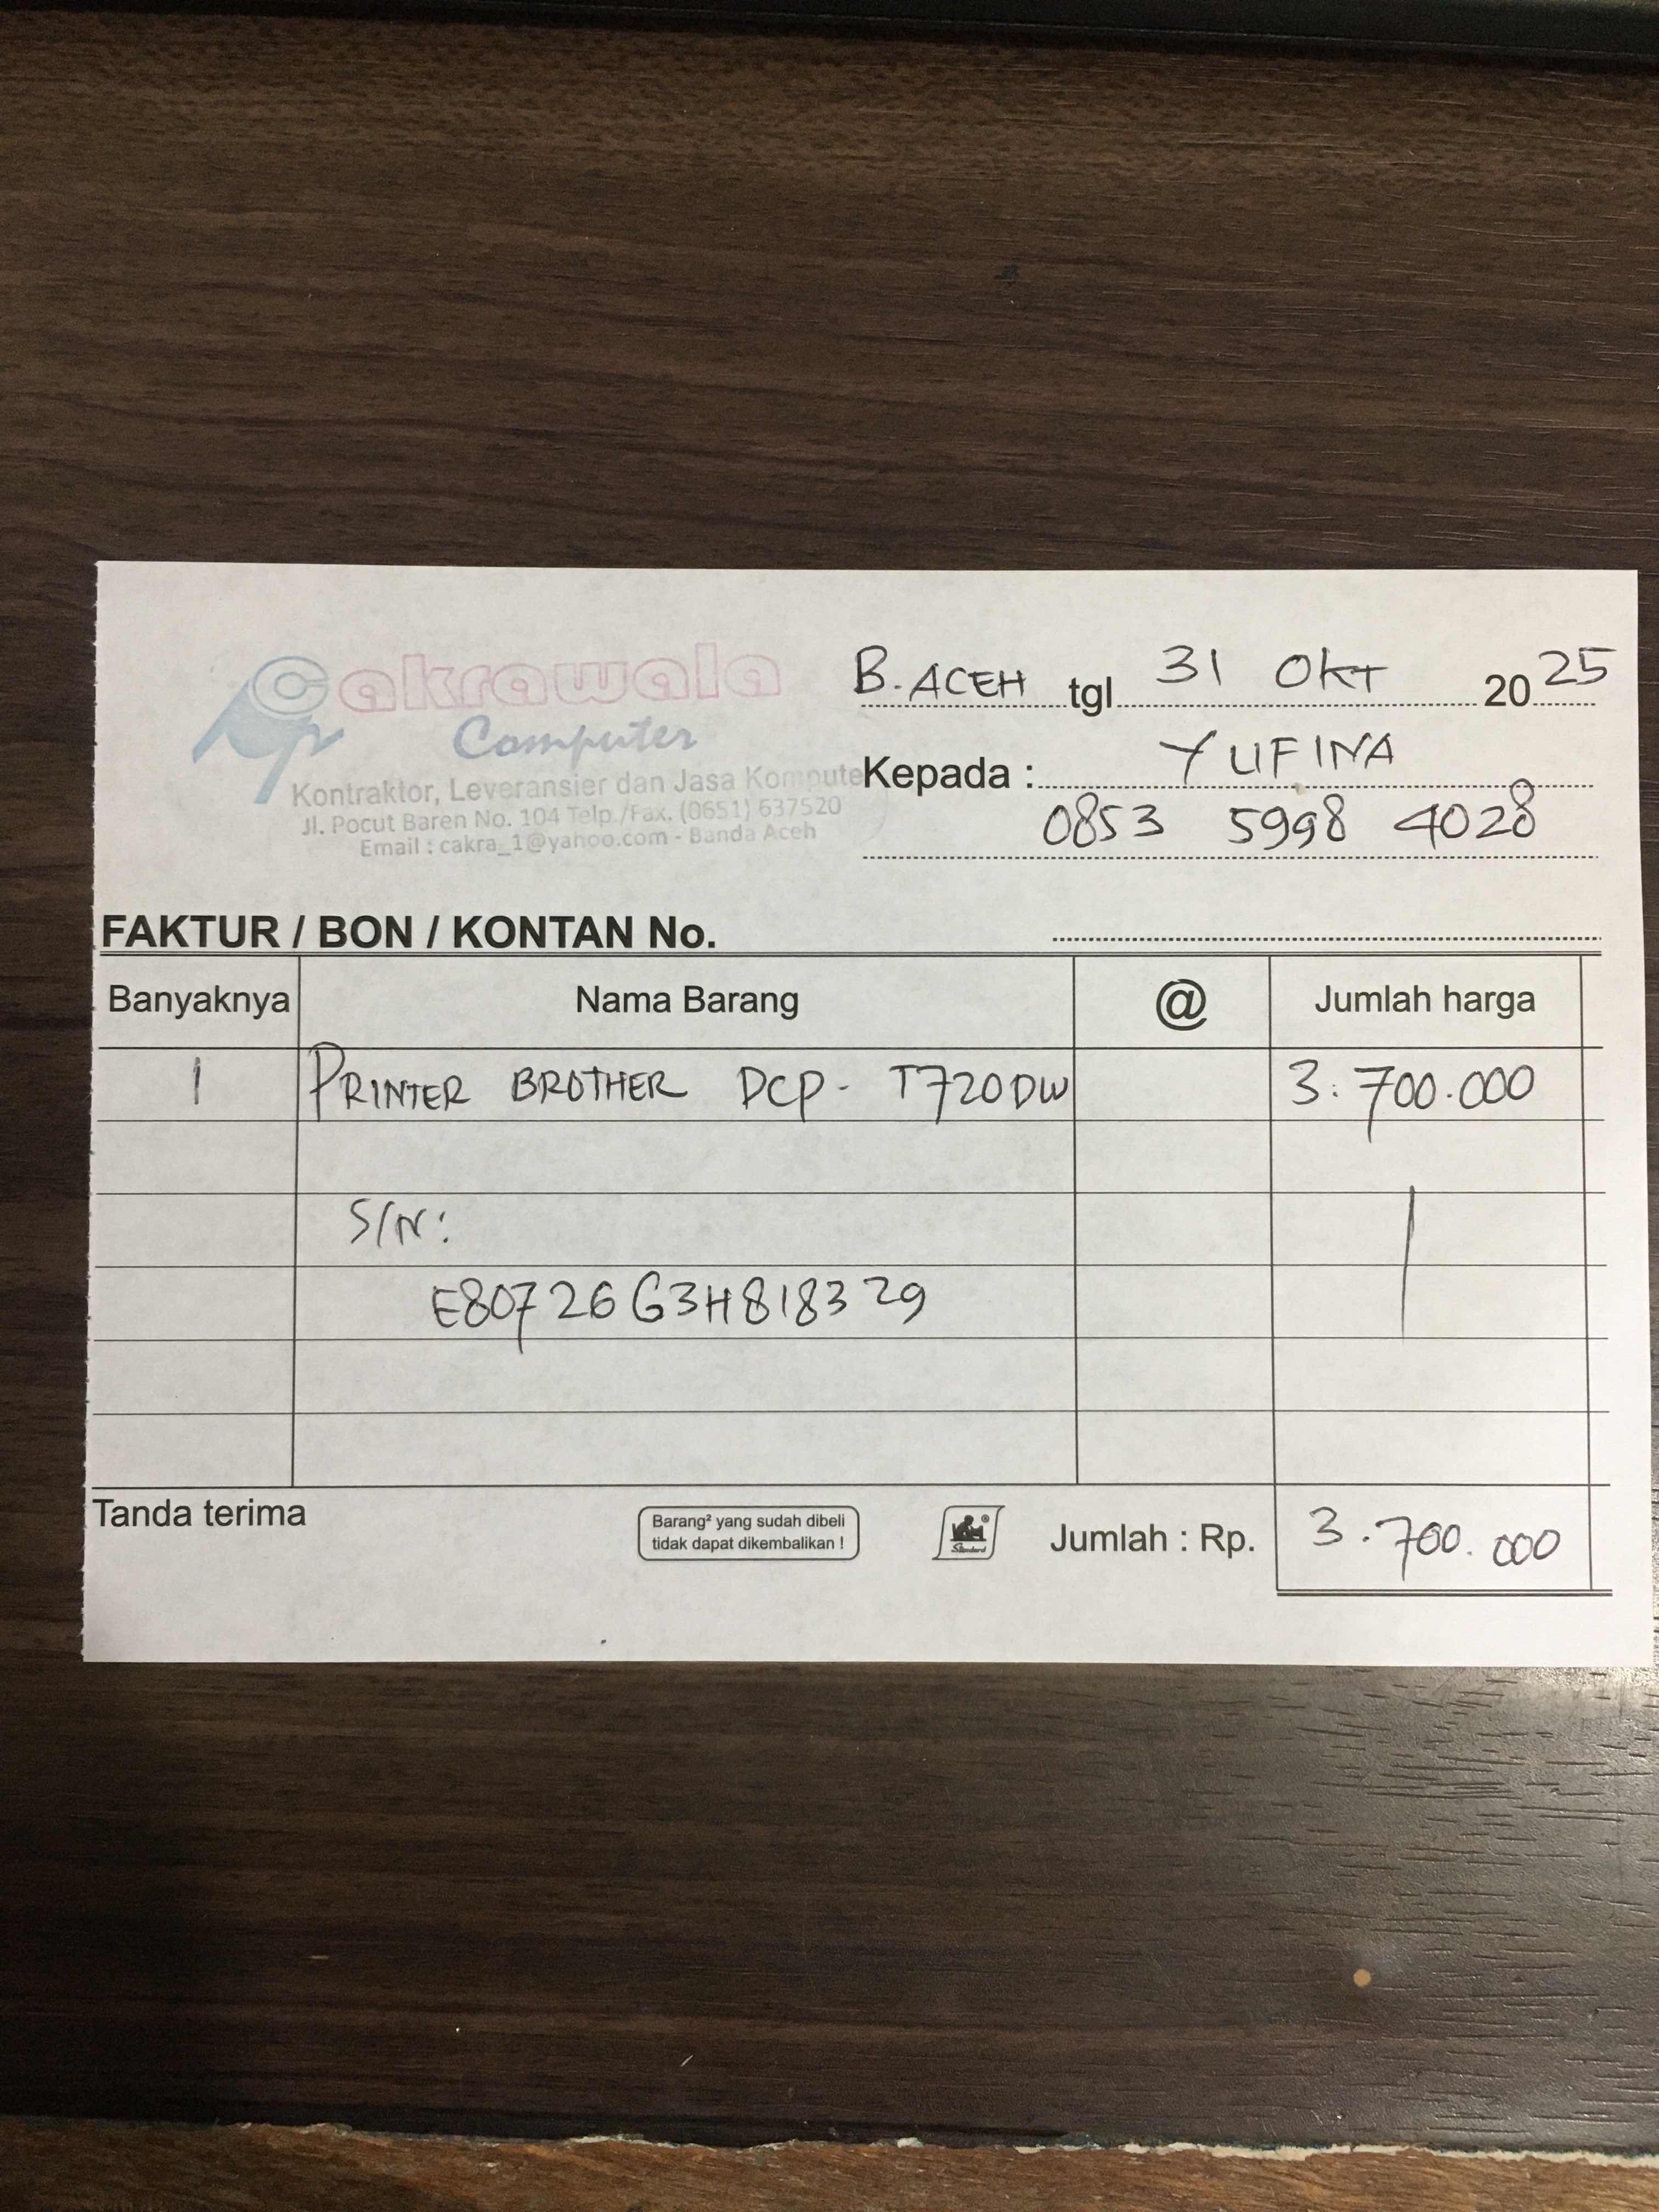 Cakrawala
Computer
Kontraktor, Leveransier dan Jasa Kompute
Jl. Pocut Baren No. 104 Telp./Fax. (0651) 637520
Email : cakra_1@yahoo.com - Banda Aceh
B. ACEH tgl 31 OKT 2025
Kepada : YUFINA
0853 5998 4028
FAKTUR / BON / KONTAN No.
Banyaknya Nama Barang @ Jumlah harga
1 PRINTER BROTHER DCP- T720DW 3.700.000
S/N:
E80726G3H818329
Tanda terima
Barang² yang sudah dibeli
tidak dapat dikembalikan !
Standard
Jumlah : Rp. 3.700.000